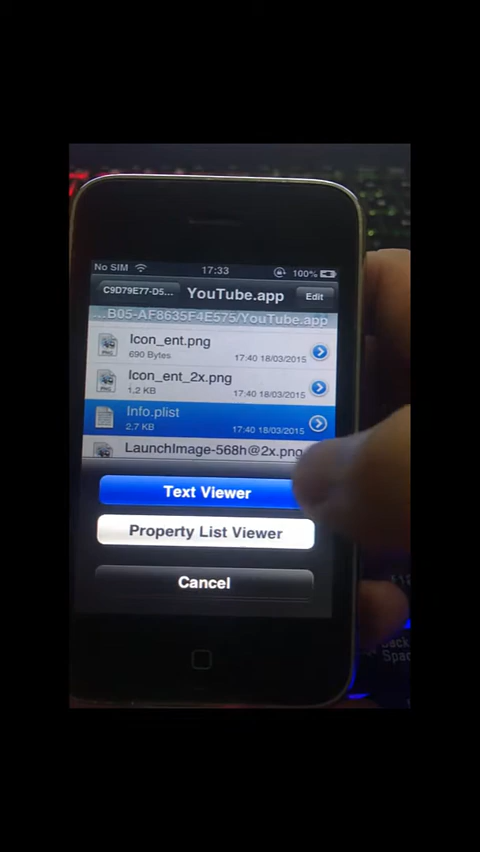 No SIM 17:33 100%
C9D79E77-D5... YouTube.app Edit
...B05-AF8635F4E575/YouTube.app
Icon_ent.png
690 Bytes 17:40 18/03/2015
Icon_ent_2x.png
1.2 KB 17:40 18/03/2015
Info.plist
2.7 KB 17:40 18/03/2015
LaunchImage-568h@2x.png
Text Viewer
Property List Viewer
Cancel
Back
Space